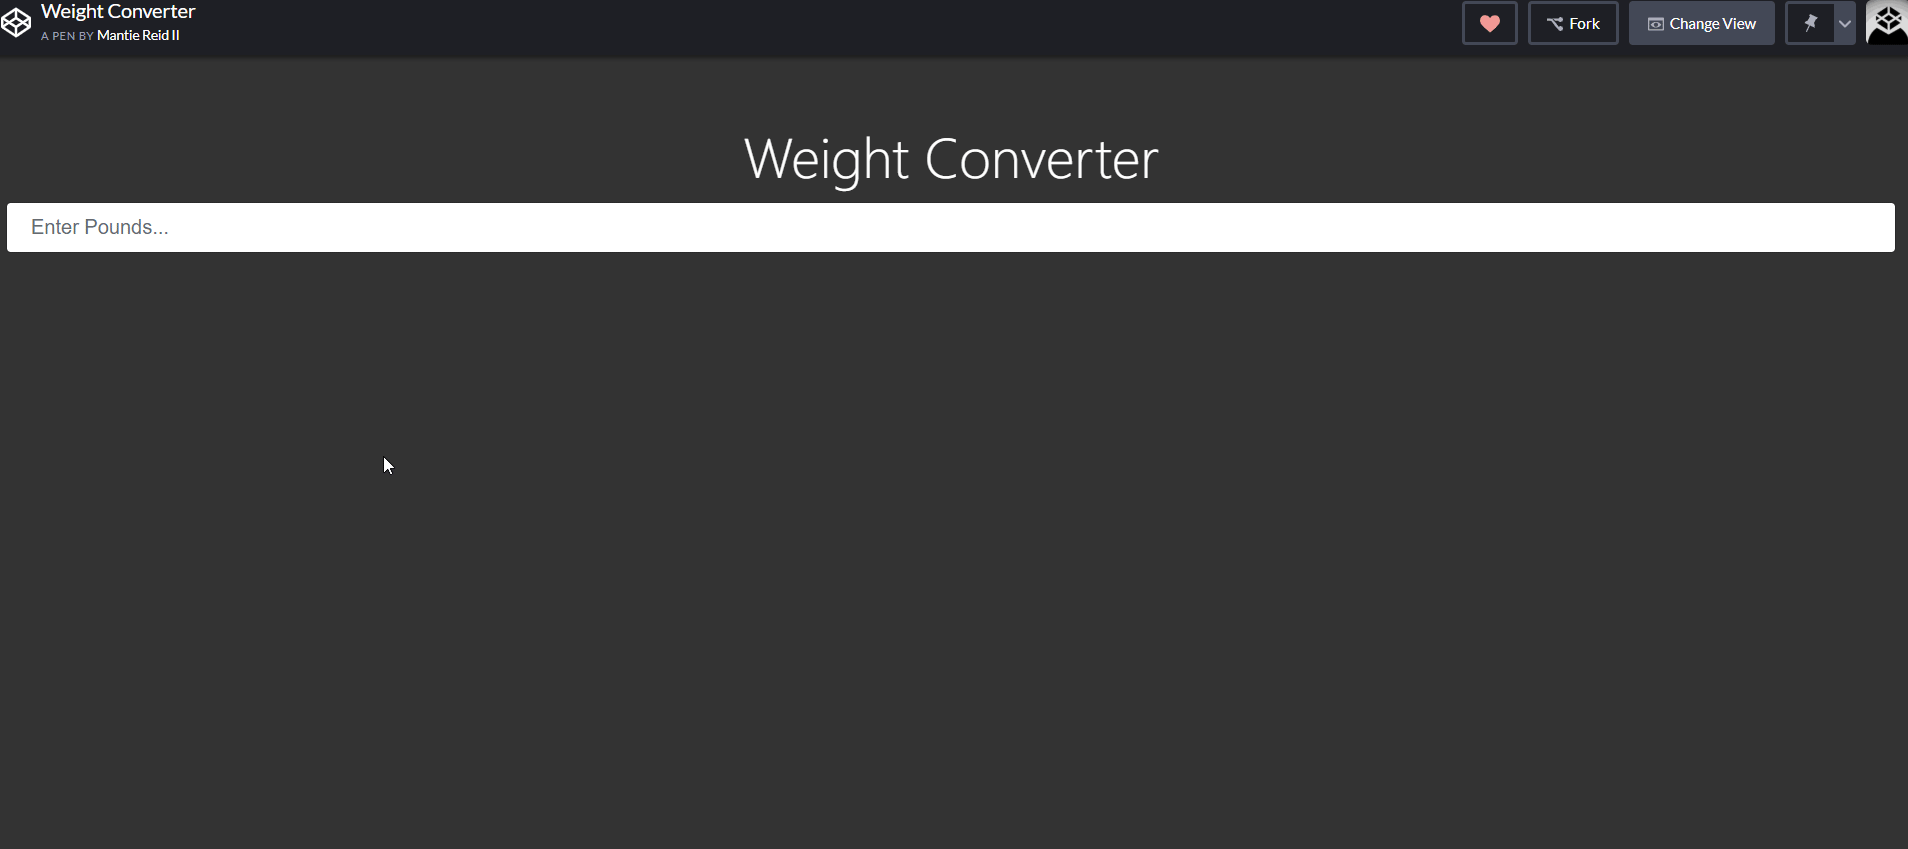 Weight Converter
A PEN BY Mantie Reid II
Fork
Change View
Weight Converter
Enter Pounds...